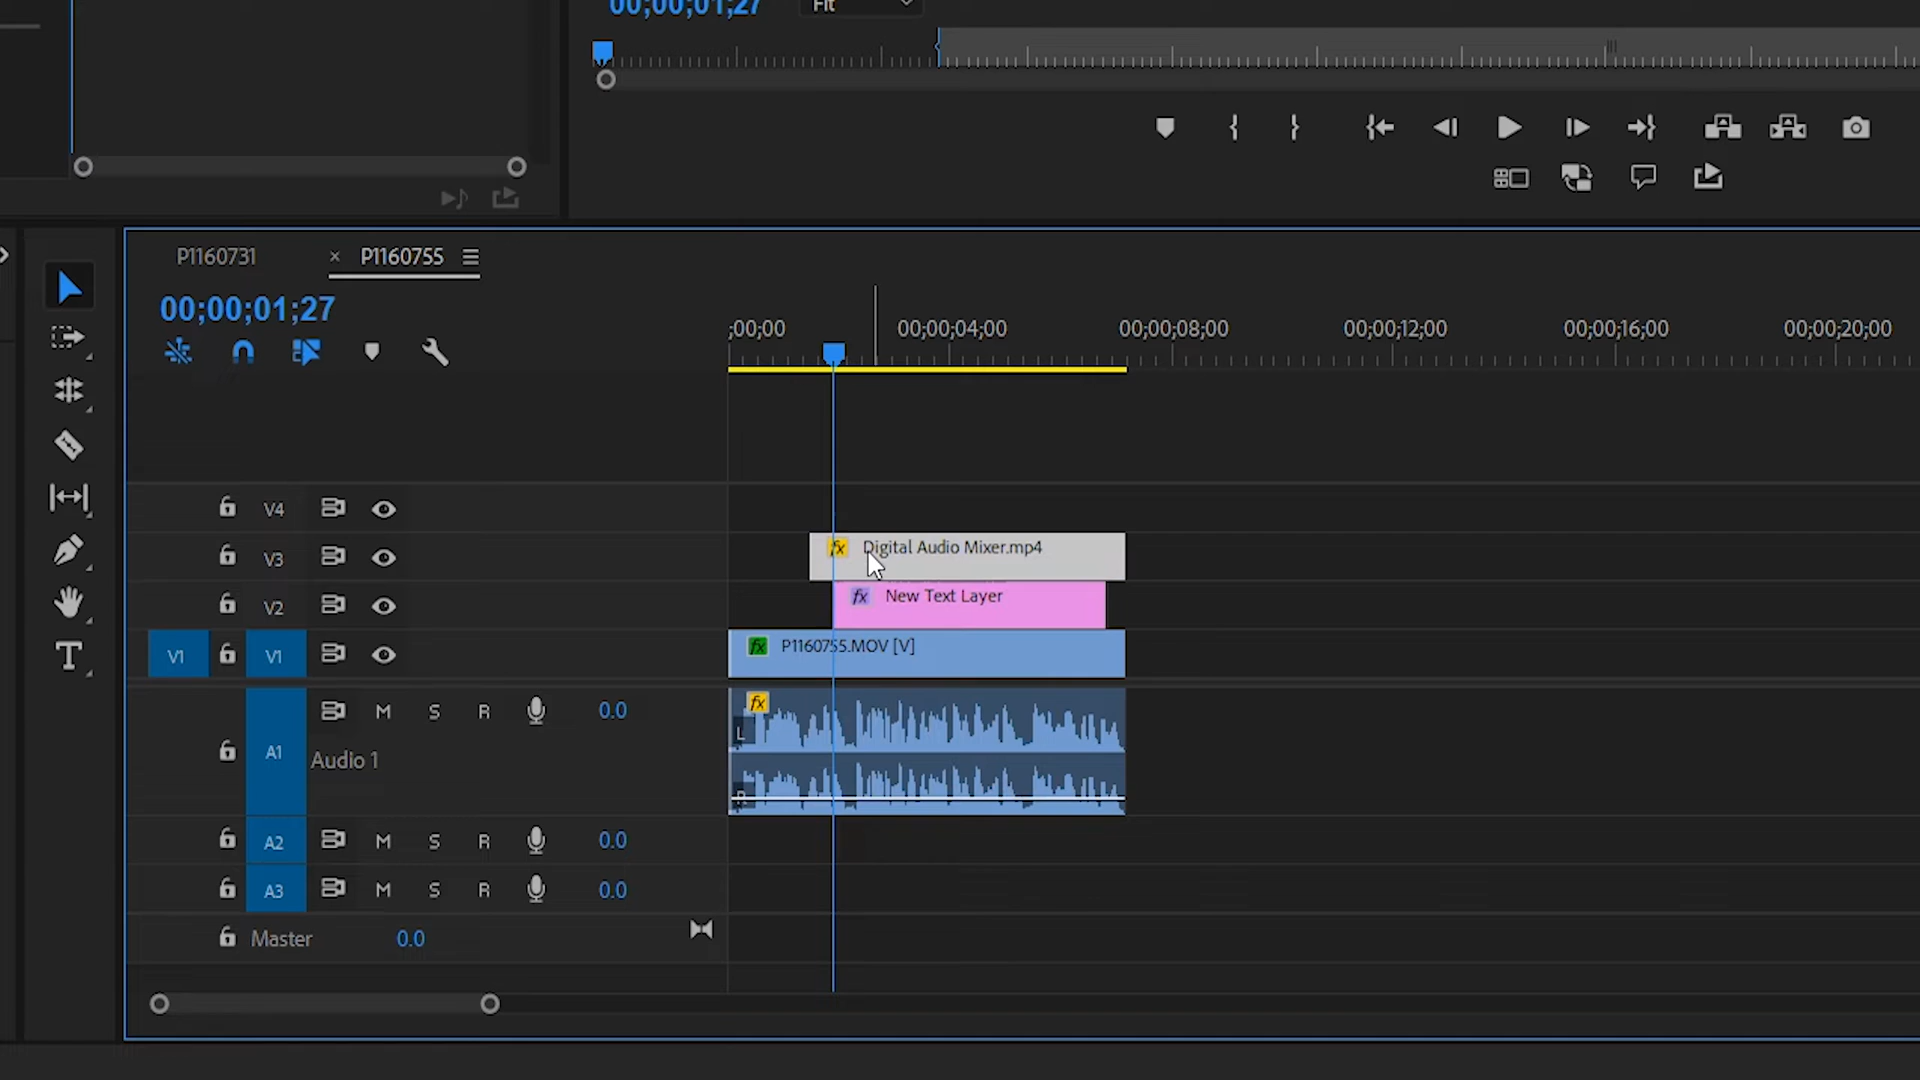 00;00;01;27
Fit
P1160731
× P1160755
00;00;01;27
;00;00
00;00;04;00
00;00;08;00
00;00;12;00
00;00;16;00
00;00;20;00
V4
V3
fx Digital Audio Mixer.mp4
V2
fx New Text Layer
V1
V1
fx P1160755.MOV [V]
A1
M S R 0.0
Audio 1
fx
L
R
A2 M S R 0.0
A3 M S R 0.0
Master 0.0
T